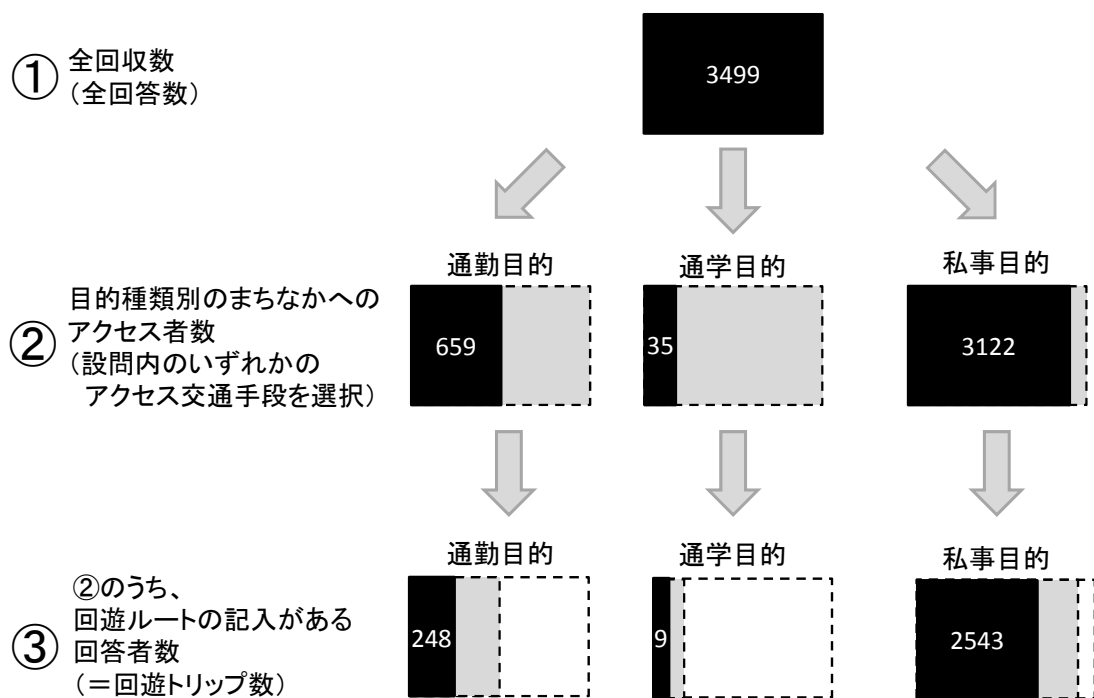 ①
全回収数
（全回答数）
3499
通勤目的
通学目的
私事目的
②
目的種類別のまちなかへの
アクセス者数
（設問内のいずれかの
アクセス交通手段を選択）
659
35
3122
通勤目的
通学目的
私事目的
③
②のうち、
回遊ルートの記入がある
回答者数
（＝回遊トリップ数）
248
9
2543